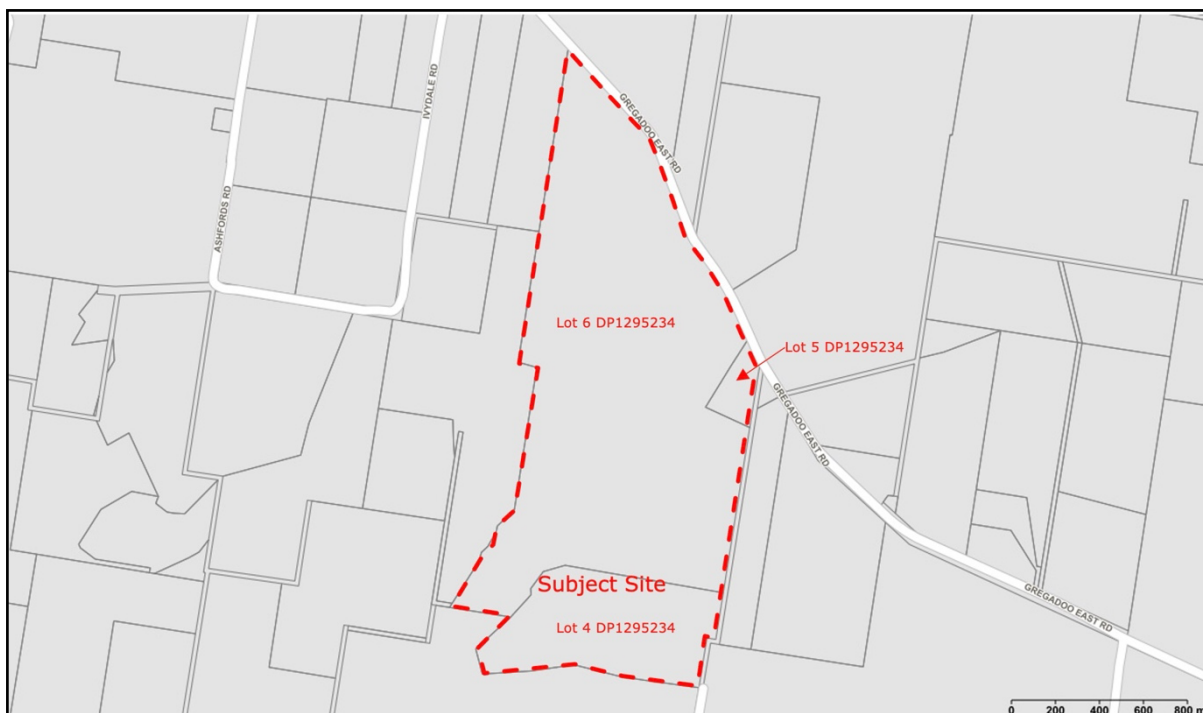 IVYDALE RD
GREGADOO EAST RD
ASHFORDS RD
Lot 6 DP1295234
Lot 5 DP1295234
GREGADOO EAST RD
Subject Site
Lot 4 DP1295234
GREGADOO EAST RD
0 200 400 600 800 m